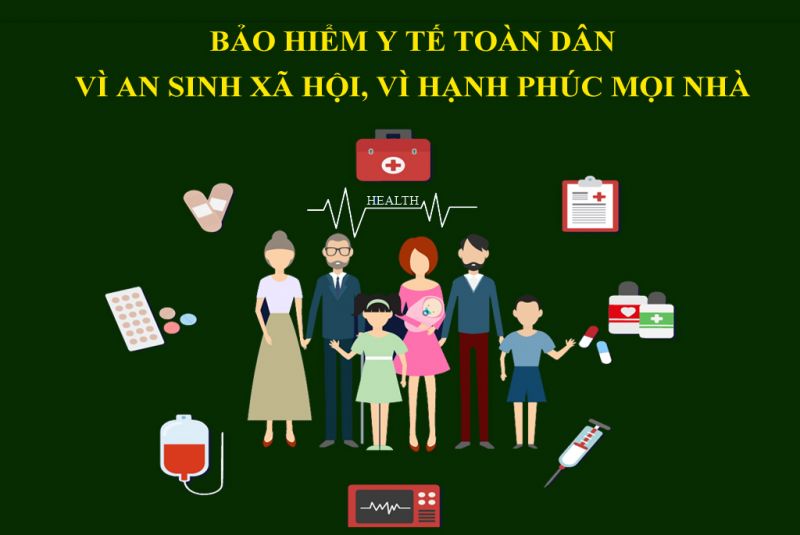 BẢO HIỂM Y TẾ TOÀN DÂN
VÌ AN SINH XÃ HỘI, VÌ HẠNH PHÚC MỌI NHÀ
HEALTH